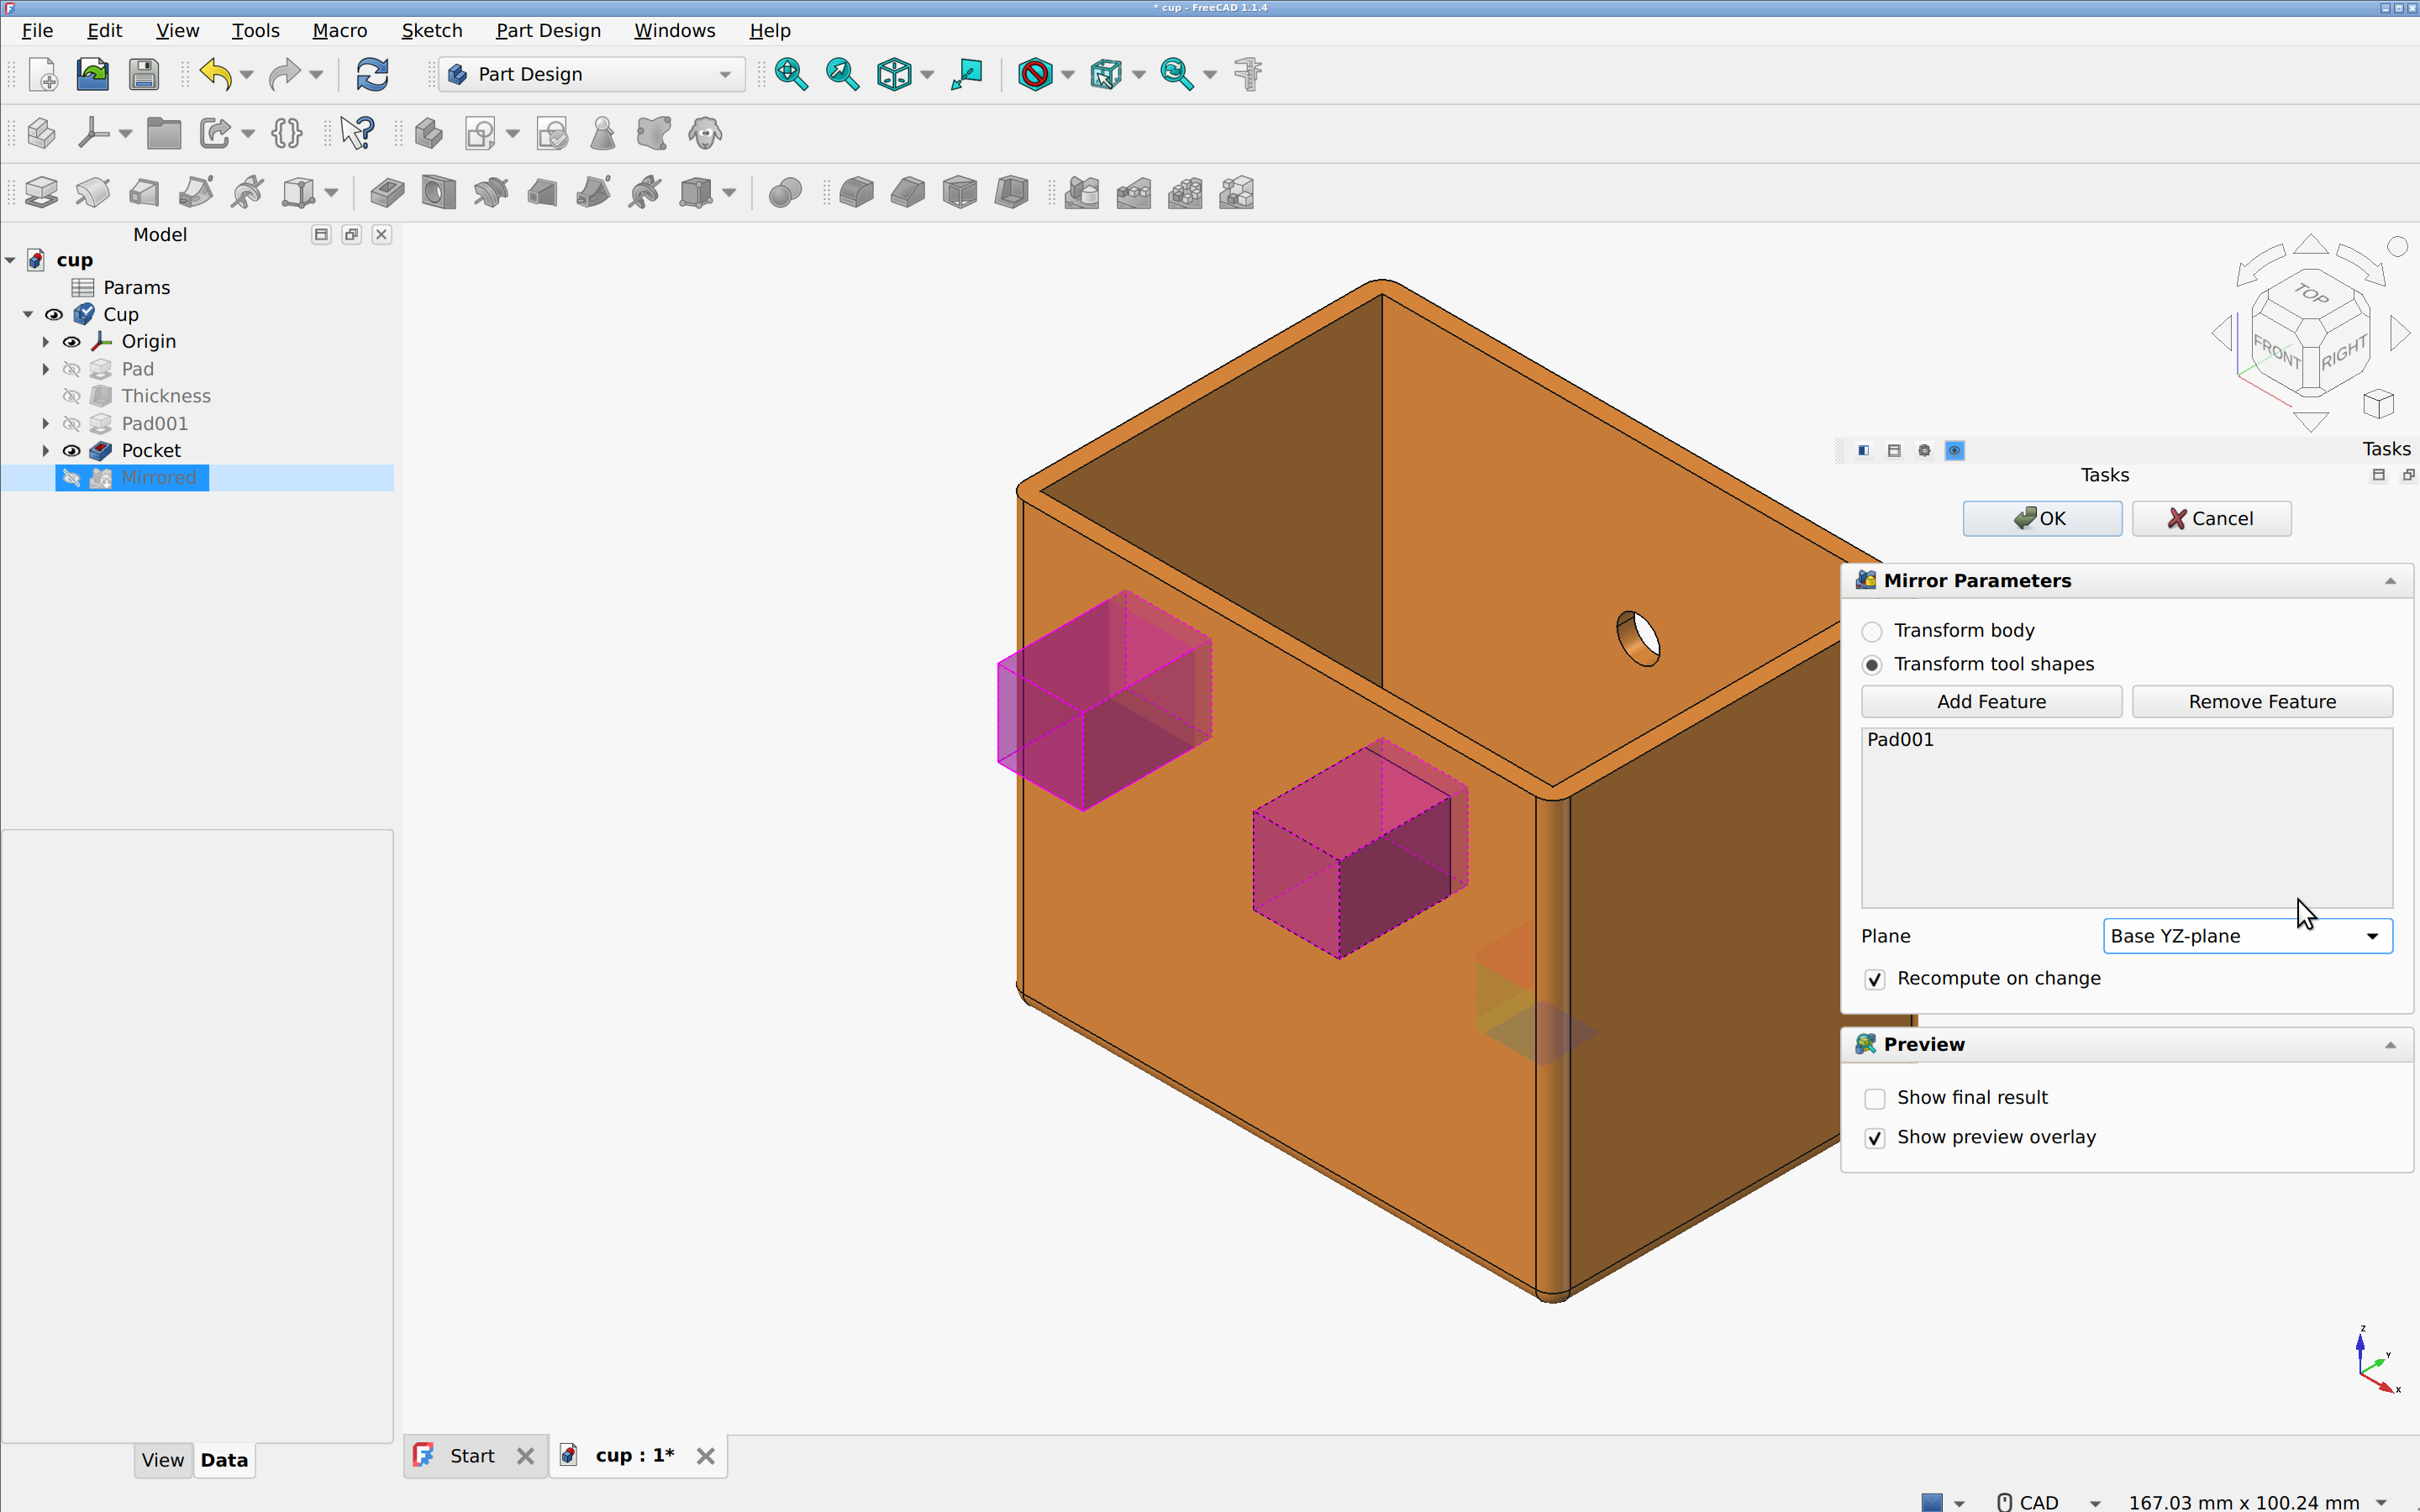 * cup - FreeCAD 1.1.4
File Edit View Tools Macro Sketch Part Design Windows Help
Part Design
Model
cup
Params
Cup
Origin
Pad
Thickness
Pad001
Pocket
Mirrored
TOP
FRONT
RIGHT
Tasks
Tasks
OK Cancel
Mirror Parameters
Transform body
Transform tool shapes
Add Feature Remove Feature
Pad001
Plane Base YZ-plane
Recompute on change
Preview
Show final result
Show preview overlay
Z
Y
X
View Data
Start cup : 1*
CAD 167.03 mm x 100.24 mm